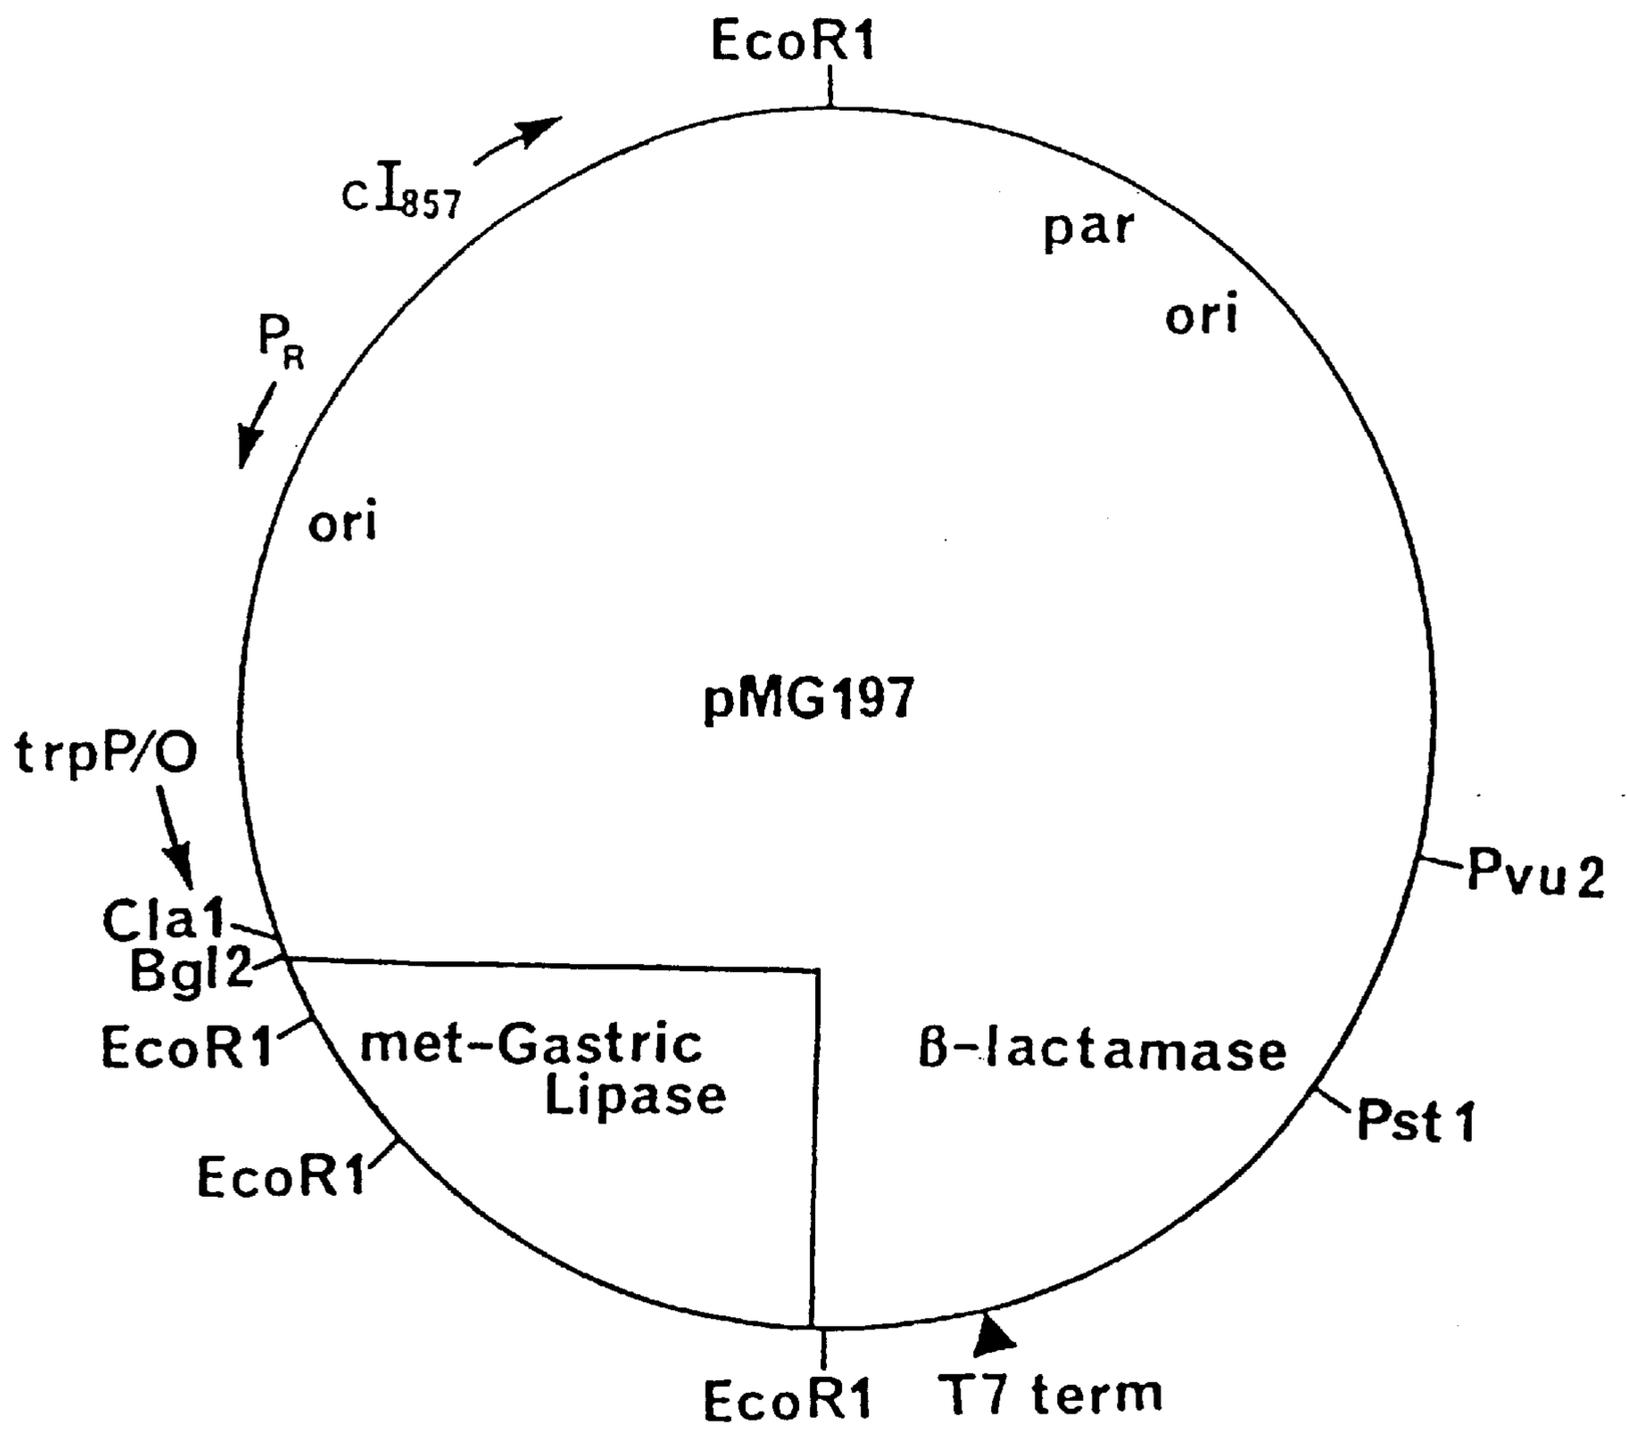 EcoR1
cI857
par
ori
PR
ori
pMG197
trpP/O
Pvu2
Cla1
Bgl2
EcoR1
met-Gastric
Lipase
β-lactamase
Pst1
EcoR1
EcoR1
T7 term